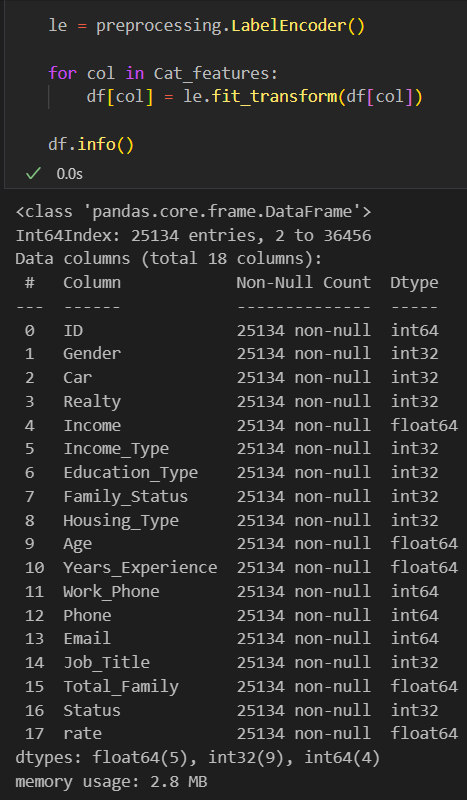 le = preprocessing.LabelEncoder()
for col in Cat_features:
    df[col] = le.fit_transform(df[col])
df.info()
✓ 0.0s
<class 'pandas.core.frame.DataFrame'>
Int64Index: 25134 entries, 2 to 36456
Data columns (total 18 columns):
 #   Column            Non-Null Count  Dtype
---  ------            --------------  -----
 0   ID                25134 non-null  int64
 1   Gender            25134 non-null  int32
 2   Car               25134 non-null  int32
 3   Realty            25134 non-null  int32
 4   Income            25134 non-null  float64
 5   Income_Type       25134 non-null  int32
 6   Education_Type    25134 non-null  int32
 7   Family_Status     25134 non-null  int32
 8   Housing_Type      25134 non-null  int32
 9   Age               25134 non-null  float64
 10  Years_Experience  25134 non-null  float64
 11  Work_Phone        25134 non-null  int64
 12  Phone             25134 non-null  int64
 13  Email             25134 non-null  int64
 14  Job_Title         25134 non-null  int32
 15  Total_Family      25134 non-null  float64
 16  Status            25134 non-null  int32
 17  rate              25134 non-null  float64
dtypes: float64(5), int32(9), int64(4)
memory usage: 2.8 MB